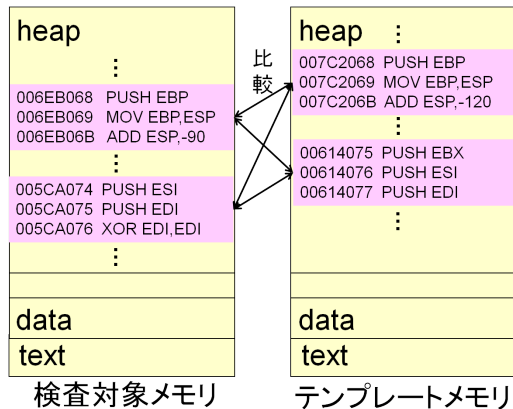 heap
⋮
006EB068 PUSH EBP
006EB069 MOV EBP,ESP
006EB06B ADD ESP,-90
⋮
005CA074 PUSH ESI
005CA075 PUSH EDI
005CA076 XOR EDI,EDI
⋮
data
text
検査対象メモリ
比較
heap ⋮
007C2068 PUSH EBP
007C2069 MOV EBP,ESP
007C206B ADD ESP,-120
⋮
00614075 PUSH EBX
00614076 PUSH ESI
00614077 PUSH EDI
⋮
data
text
テンプレートメモリ